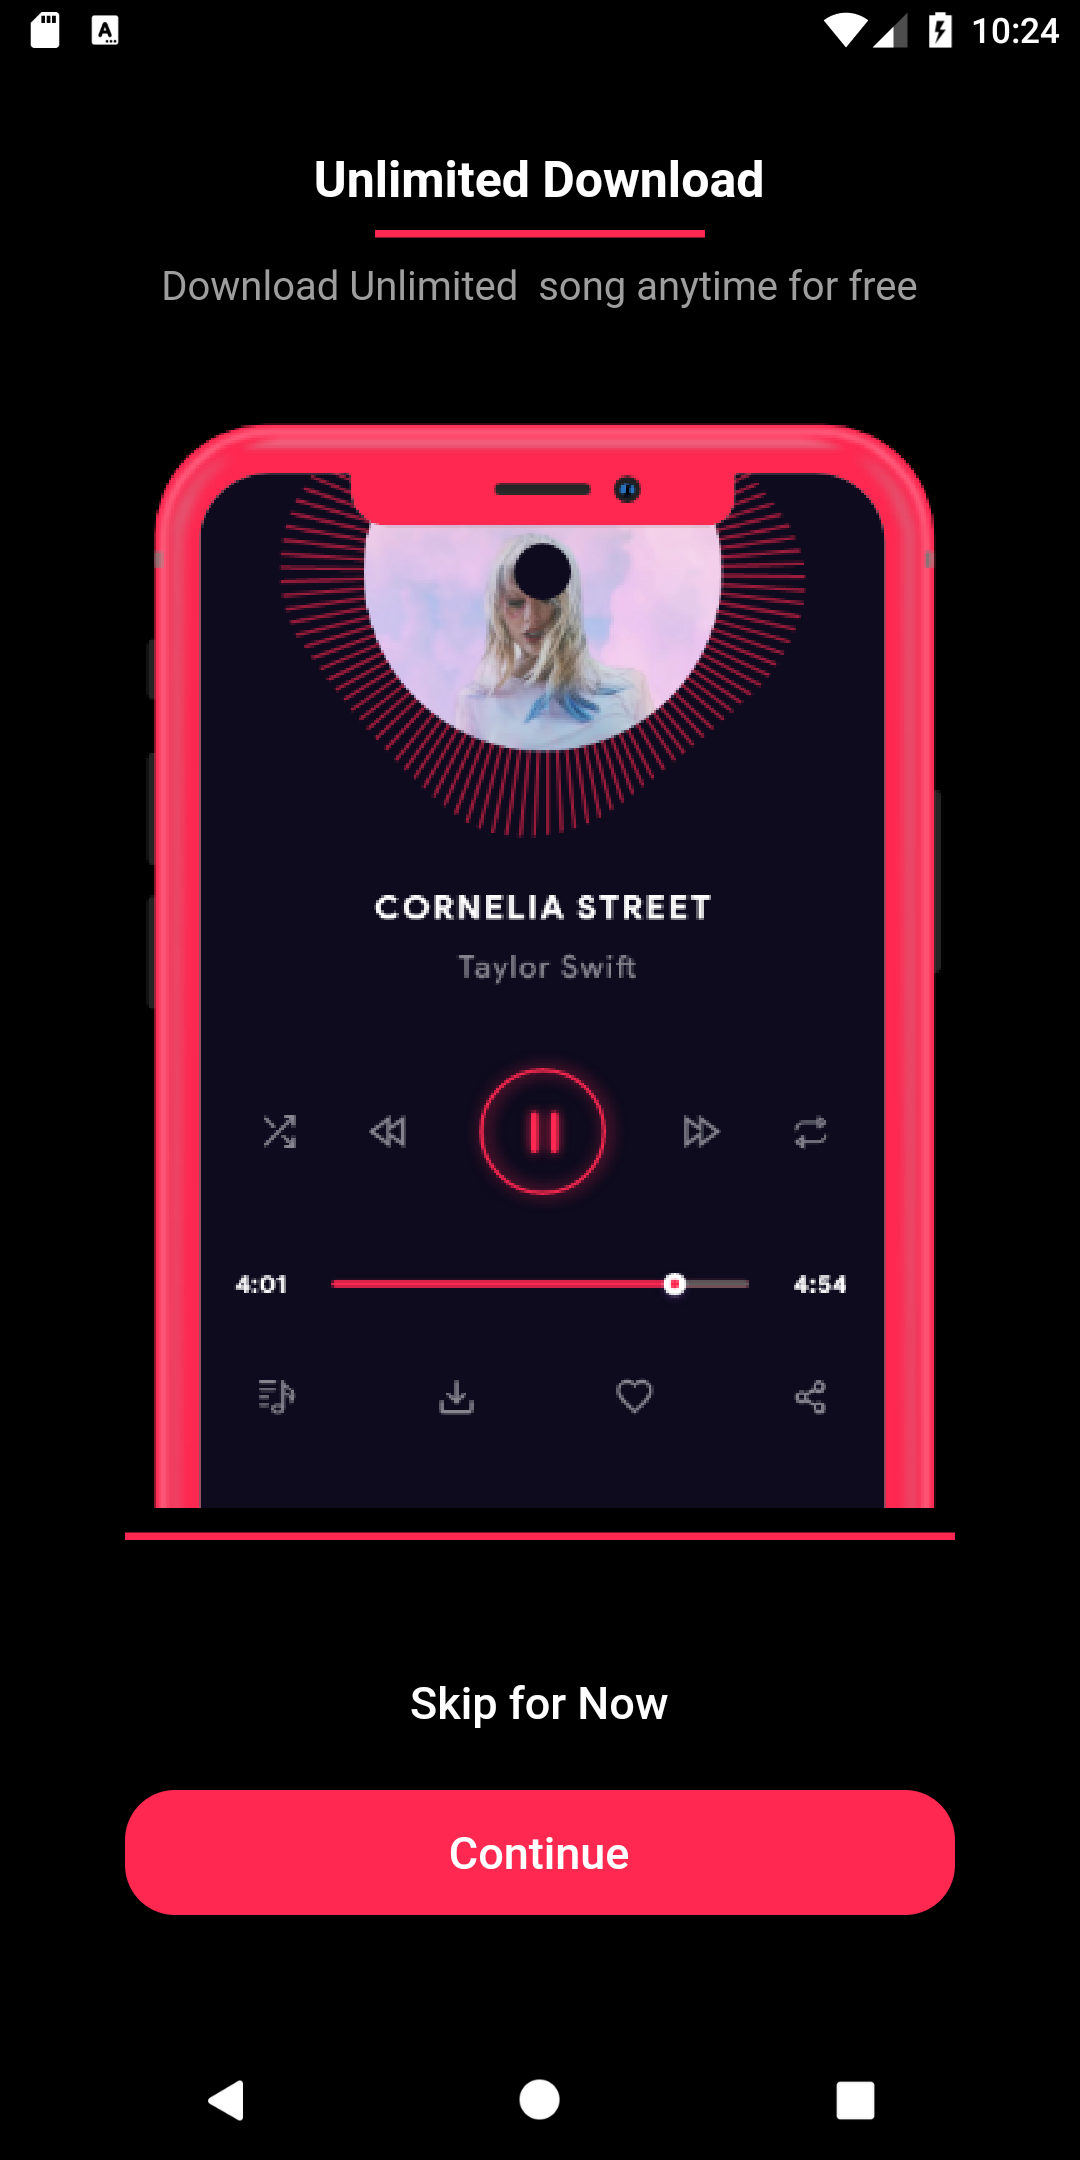 10:24
Unlimited Download
Download Unlimited  song anytime for free
CORNELIA STREET
Taylor Swift
4:01
4:54
Skip for Now
Continue